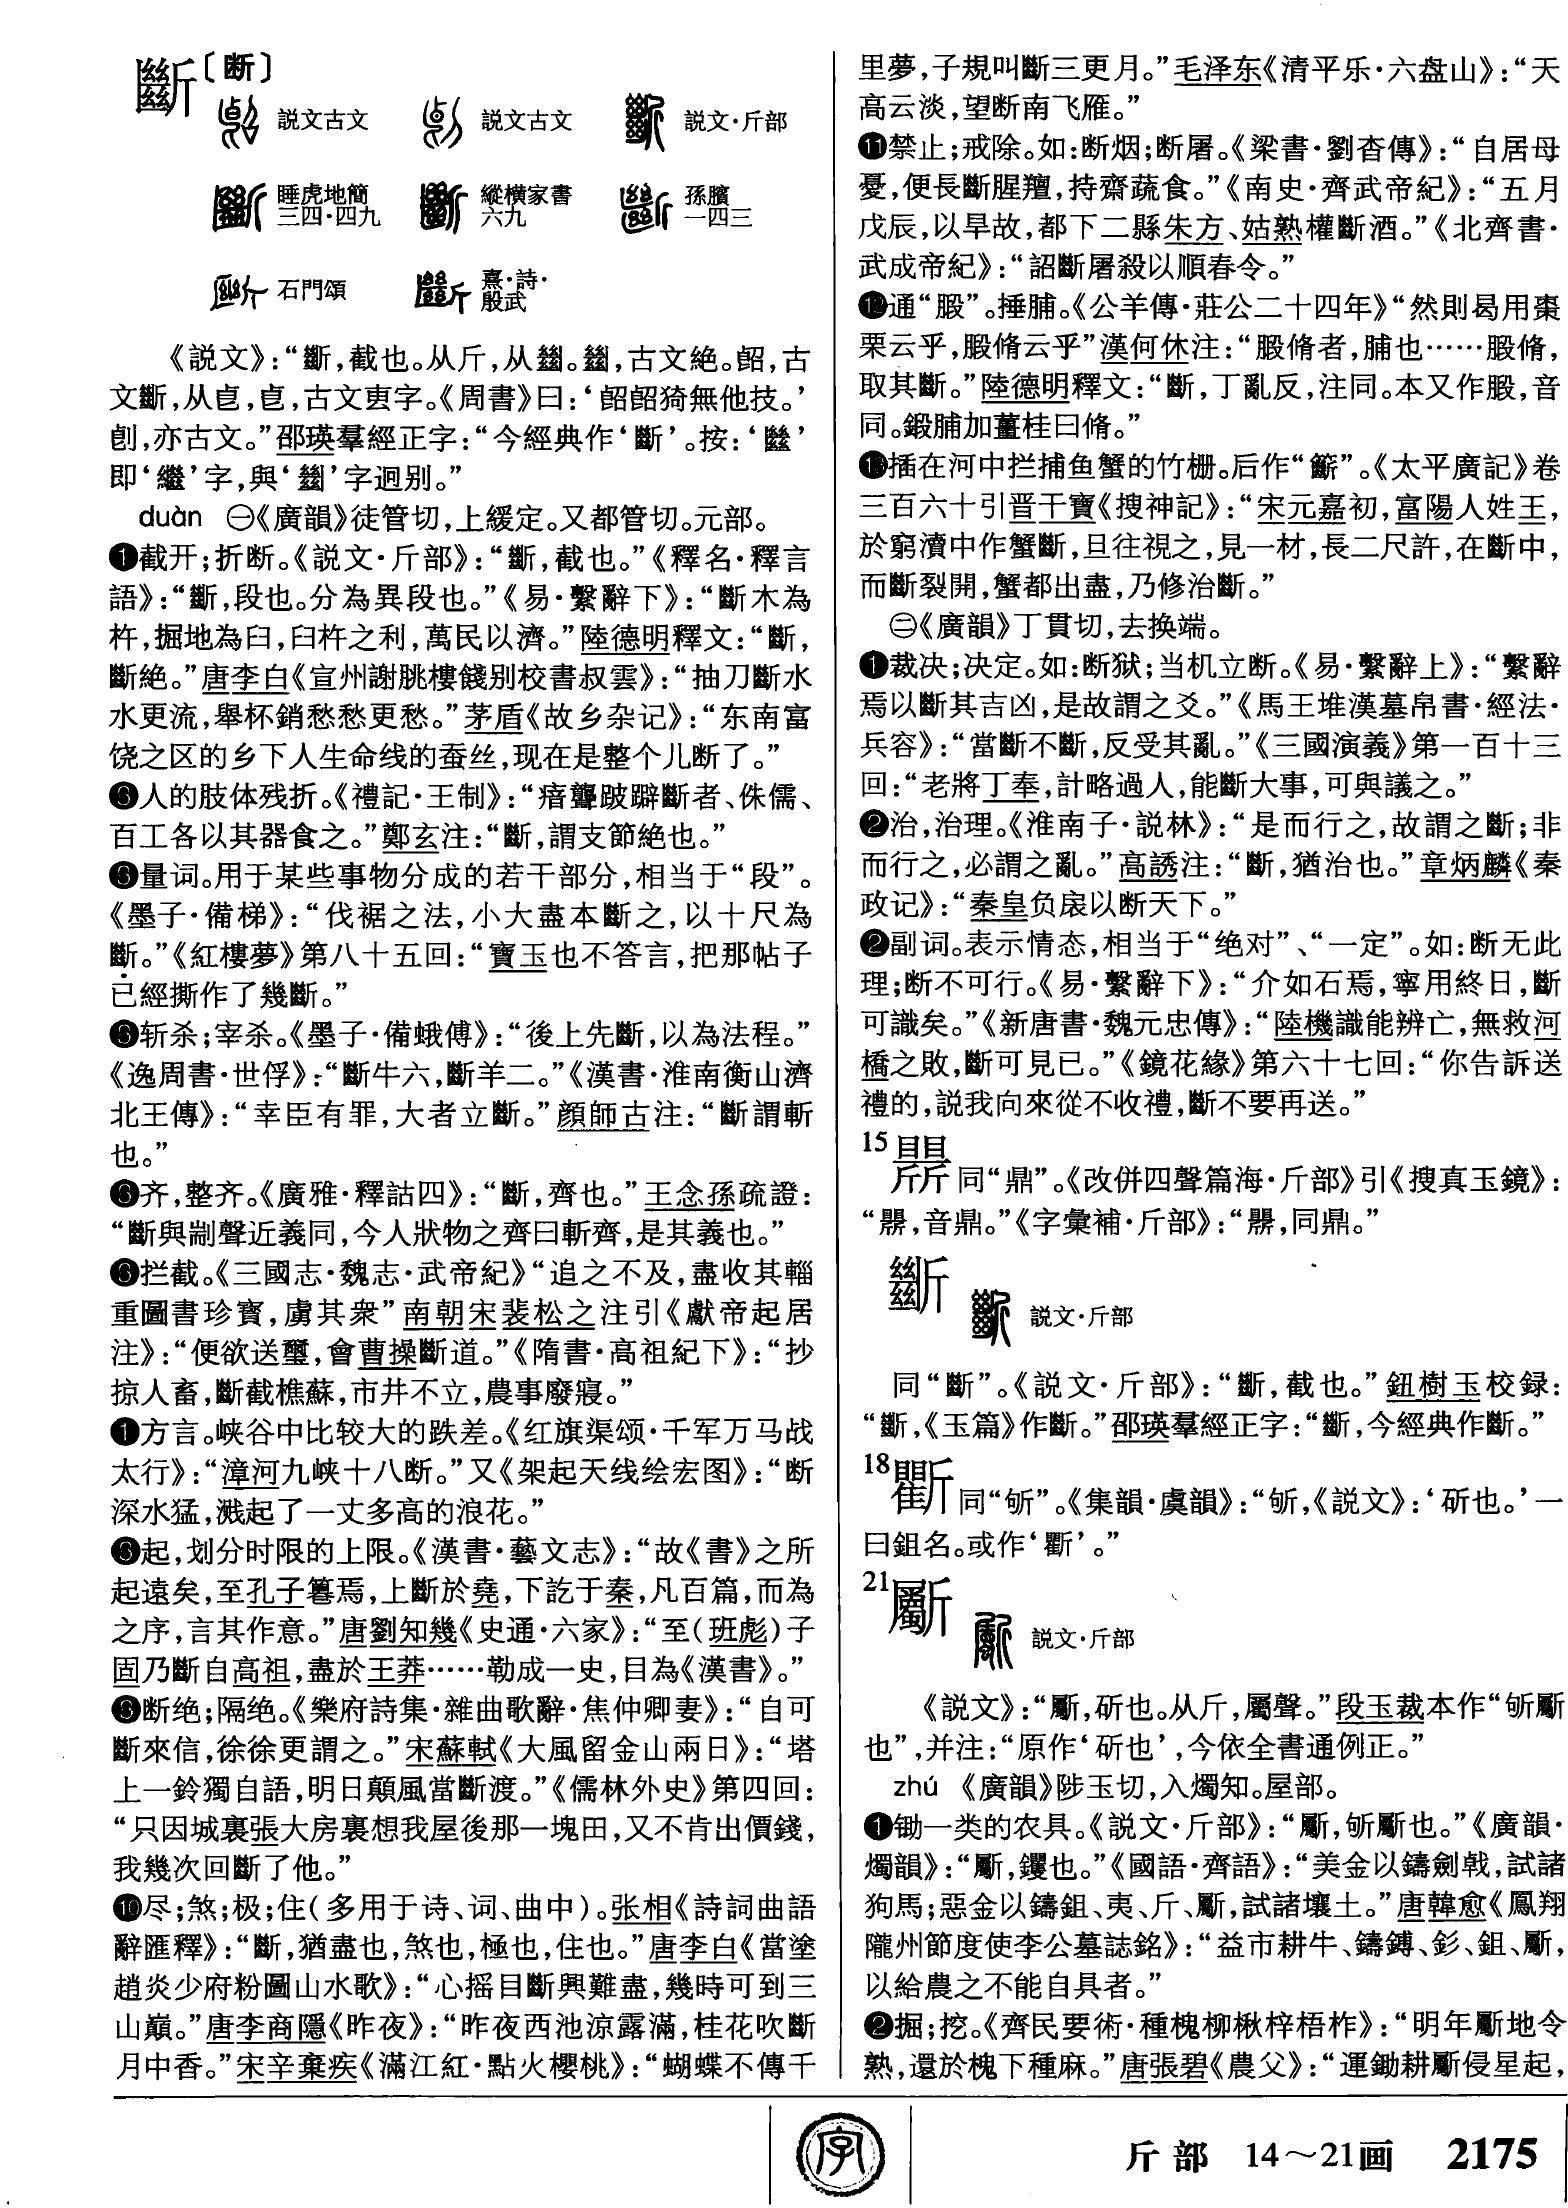 斷〔断〕
説文古文 説文古文 説文·斤部
睡虎地簡三四·四九 縱横家書六九 孫臏一四三
石門頌 熹·詩·殷武
《説文》：“斷，截也。从斤，从𢇍。𢇍，古文絶。𠸿，古
文斷，从𠧢，𠧢，古文叀字。《周書》曰：‘𠸿𠸿猗無他技。’
𠜂，亦古文。”邵瑛羣經正字：“今經典作‘斷’。按：‘㡭’
即‘繼’字，與‘𢇍’字迥别。”
duàn ㊀《廣韻》徒管切，上緩定。又都管切。元部。
❶截开；折断。《説文·斤部》：“斷，截也。”《釋名·釋言
語》：“斷，段也。分為異段也。”《易·繫辭下》：“斷木為
杵，掘地為臼，臼杵之利，萬民以濟。”陸德明釋文：“斷，
斷絶。”唐李白《宣州謝朓樓餞别校書叔雲》：“抽刀斷水
水更流，舉杯銷愁愁更愁。”茅盾《故乡杂记》：“东南富
饶之区的乡下人生命线的蚕丝，现在是整个儿断了。”
人的肢体残折。《禮記·王制》：“瘖聾跛躃斷者、侏儒、
百工各以其器食之。”鄭玄注：“斷，謂支節絶也。”
量词。用于某些事物分成的若干部分，相当于“段”。
《墨子·備梯》：“伐裾之法，小大盡本斷之，以十尺為
斷。”《紅樓夢》第八十五回：“寶玉也不答言，把那帖子
已經撕作了幾斷。”
斩杀；宰杀。《墨子·備蛾傅》：“後上先斷，以為法程。”
《逸周書·世俘》：“斷牛六，斷羊二。”《漢書·淮南衡山濟
北王傳》：“幸臣有罪，大者立斷。”顔師古注：“斷謂斬
也。”
齐，整齐。《廣雅·釋詁四》：“斷，齊也。”王念孫疏證：
“斷與剬聲近義同，今人狀物之齊曰斬齊，是其義也。”
拦截。《三國志·魏志·武帝紀》“追之不及，盡收其輜
重圖書珍寶，虜其衆”南朝宋裴松之注引《獻帝起居
注》：“便欲送璽，會曹操斷道。”《隋書·高祖紀下》：“抄
掠人畜，斷截樵蘇，市井不立，農事廢寢。”
方言。峡谷中比较大的跌差。《红旗渠颂·千军万马战
太行》：“漳河九峡十八断。”又《架起天线绘宏图》：“断
深水猛，溅起了一丈多高的浪花。”
起，划分时限的上限。《漢書·藝文志》：“故《書》之所
起遠矣，至孔子篹焉，上斷於堯，下訖于秦，凡百篇，而為
之序，言其作意。”唐劉知幾《史通·六家》：“至(班彪)子
固乃斷自高祖，盡於王莽……勒成一史，目為《漢書》。”
断绝；隔绝。《樂府詩集·雜曲歌辭·焦仲卿妻》：“自可
斷來信，徐徐更謂之。”宋蘇軾《大風留金山兩日》：“塔
上一鈴獨自語，明日顛風當斷渡。”《儒林外史》第四回：
“只因城裏張大房裏想我屋後那一塊田，又不肯出價錢，
我幾次回斷了他。”
❿尽；煞；极；住(多用于诗、词、曲中)。张相《詩詞曲語
辭匯釋》：“斷，猶盡也，煞也，極也，住也。”唐李白《當塗
趙炎少府粉圖山水歌》：“心摇目斷興難盡，幾時可到三
山巔。”唐李商隱《昨夜》：“昨夜西池涼露滿，桂花吹斷
月中香。”宋辛棄疾《滿江紅·點火櫻桃》：“蝴蝶不傳千
里夢，子規叫斷三更月。”毛泽东《清平乐·六盘山》：“天
高云淡，望断南飞雁。”
⓫禁止；戒除。如：断烟；断屠。《梁書·劉杳傳》：“自居母
憂，便長斷腥羶，持齋蔬食。”《南史·齊武帝紀》：“五月
戊辰，以旱故，都下二縣朱方、姑熟權斷酒。”《北齊書·
武成帝紀》：“詔斷屠殺以順春令。”
⓬通“腶”。捶脯。《公羊傳·莊公二十四年》“然則曷用棗
栗云乎，腶脩云乎”漢何休注：“腶脩者，脯也……腶脩，
取其斷。”陸德明釋文：“斷，丁亂反，注同。本又作腶，音
同。鍛脯加薑桂曰脩。”
插在河中拦捕鱼蟹的竹栅。后作“籪”。《太平廣記》卷
三百六十引晋干寶《搜神記》：“宋元嘉初，富陽人姓王，
於窮瀆中作蟹斷，旦往視之，見一材，長二尺許，在斷中，
而斷裂開，蟹都出盡，乃修治斷。”
㊁《廣韻》丁貫切，去换端。
❶裁决；决定。如：断狱；当机立断。《易·繫辭上》：“繫辭
焉以斷其吉凶，是故謂之爻。”《馬王堆漢墓帛書·經法·
兵容》：“當斷不斷，反受其亂。”《三國演義》第一百十三
回：“老將丁奉，計略過人，能斷大事，可與議之。”
❷治，治理。《淮南子·説林》：“是而行之，故謂之斷；非
而行之，必謂之亂。”高誘注：“斷，猶治也。”章炳麟《秦
政记》：“秦皇负扆以断天下。”
❷副词。表示情态，相当于“绝对”、“一定”。如：断无此
理；断不可行。《易·繫辭下》：“介如石焉，寧用終日，斷
可識矣。”《新唐書·魏元忠傳》：“陸機識能辨亡，無救河
橋之敗，斷可見已。”《鏡花緣》第六十七回：“你告訴送
禮的，説我向來從不收禮，斷不要再送。”
15 同“鼎”。《改併四聲篇海·斤部》引《搜真玉鏡》：
“，音鼎。”《字彙補·斤部》：“，同鼎。”
説文·斤部
同“斷”。《説文·斤部》：“斷，截也。”鈕樹玉校録：
“斷，《玉篇》作斷。”邵瑛羣經正字：“斷，今經典作斷。”
18 斸同“斪”。《集韻·虞韻》：“斪，《説文》：‘斫也。’一
曰鉏名。或作‘’。”
21 斸 説文·斤部
《説文》：“斸，斫也。从斤，屬聲。”段玉裁本作“斪斸
也”，并注：“原作‘斫也’，今依全書通例正。”
zhú 《廣韻》陟玉切，入燭知。屋部。
❶锄一类的农具。《説文·斤部》：“斸，斪斸也。”《廣韻·
燭韻》：“斸，钁也。”《國語·齊語》：“美金以鑄劍戟，試諸
狗馬；惡金以鑄鉏、夷、斤、斸，試諸壤土。”唐韓愈《鳳翔
隴州節度使李公墓誌銘》：“益市耕牛、鑄鎛、釤、鉏、斸，
以給農之不能自具者。”
❷掘；挖。《齊民要術·種槐柳楸梓梧柞》：“明年斸地令
熟，還於槐下種麻。”唐張碧《農父》：“運鋤耕斸侵星起，
字 斤部 14～21画 2175